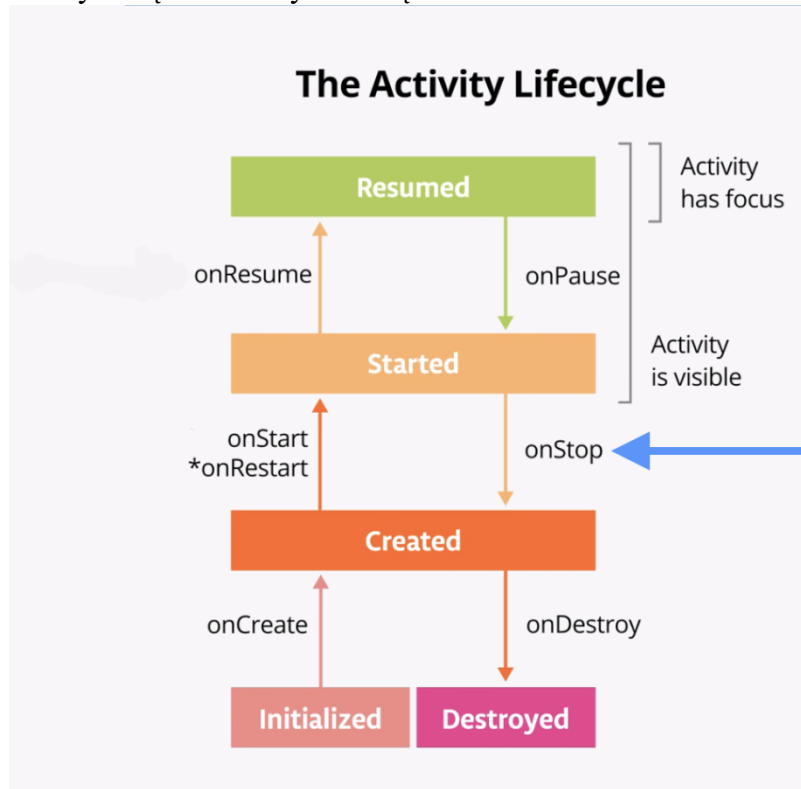 The Activity Lifecycle
Resumed
Activity
has focus
onResume
onPause
Started
Activity
is visible
onStart
*onRestart
onStop
Created
onCreate
onDestroy
Initialized
Destroyed